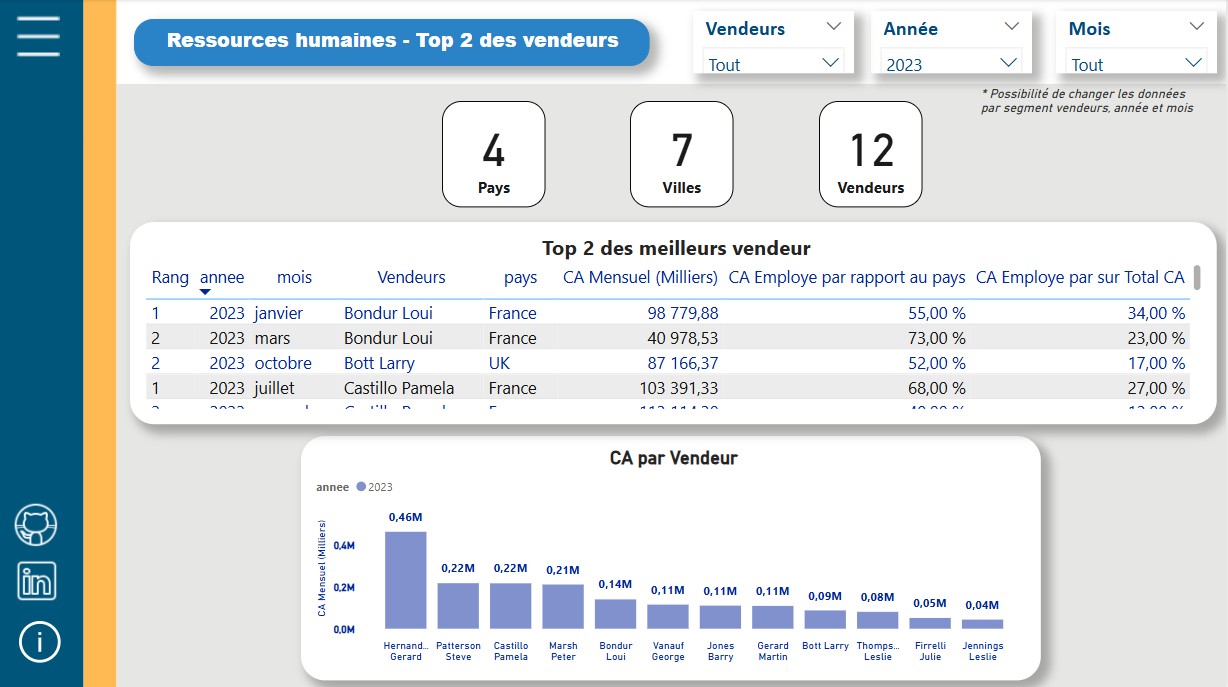 Ressources humaines - Top 2 des vendeurs
Vendeurs
Tout
Année
2023
Mois
Tout
* Possibilité de changer les données
par segment vendeurs, année et mois
4
Pays
7
Villes
12
Vendeurs
Top 2 des meilleurs vendeur
Rang annee mois Vendeurs pays CA Mensuel (Milliers) CA Employe par rapport au pays CA Employe par sur Total CA
1 2023 janvier Bondur Loui France 98 779,88 55,00 % 34,00 %
2 2023 mars Bondur Loui France 40 978,53 73,00 % 23,00 %
2 2023 octobre Bott Larry UK 87 166,37 52,00 % 17,00 %
1 2023 juillet Castillo Pamela France 103 391,33 68,00 % 27,00 %
CA par Vendeur
annee 2023
CA Mensuel (Milliers)
0,4M
0,2M
0,0M
0,46M
0,22M
0,22M
0,21M
0,14M
0,11M
0,11M
0,11M
0,09M
0,08M
0,05M
0,04M
Hernand...
Gerard
Patterson
Steve
Castillo
Pamela
Marsh
Peter
Bondur
Loui
Vanauf
George
Jones
Barry
Gerard
Martin
Bott Larry
Thomps...
Leslie
Firrelli
Julie
Jennings
Leslie
in
i